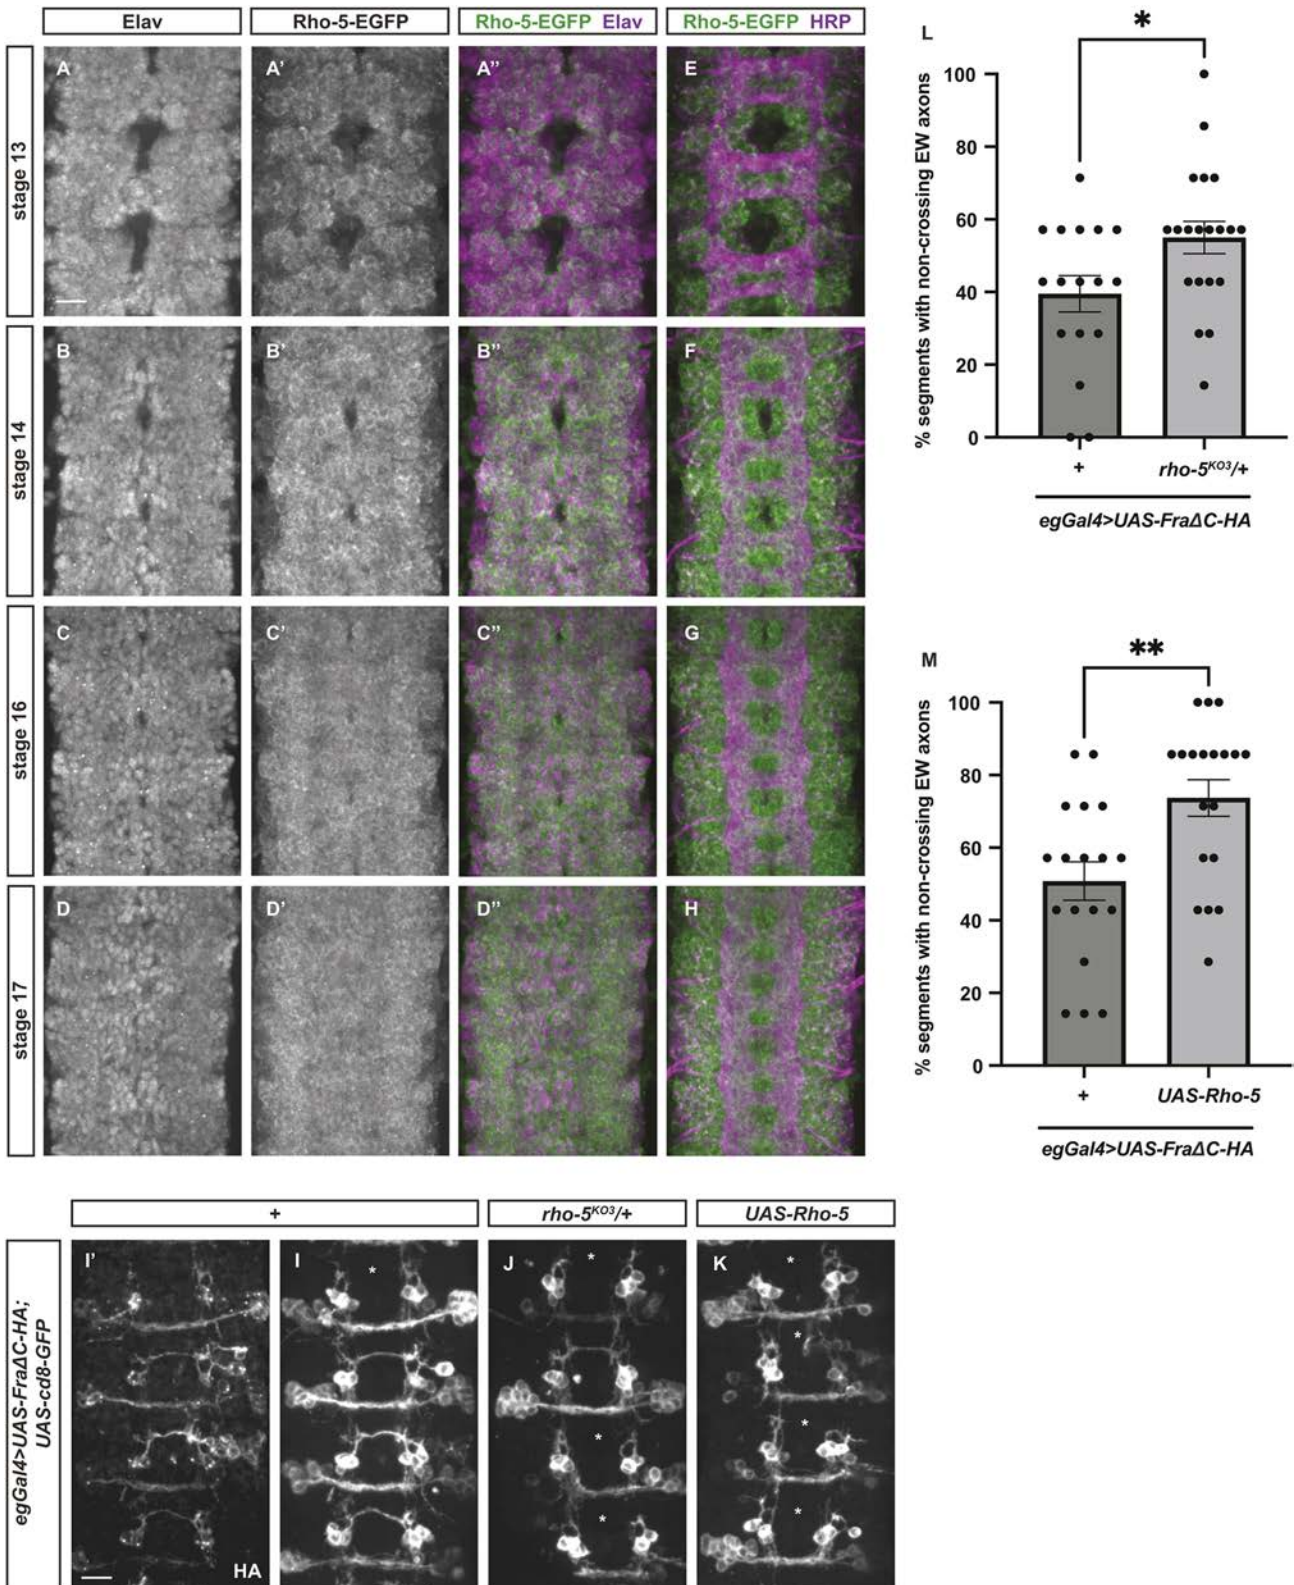 Elav
Rho-5-EGFP
Rho-5-EGFP Elav
Rho-5-EGFP HRP
stage 13
A
A'
A''
E
stage 14
B
B'
B''
F
stage 16
C
C'
C''
G
stage 17
D
D'
D''
H
L
*
% segments with non-crossing EW axons
100
80
60
40
20
0
+
rho-5KO3/+
egGal4>UAS-FraΔC-HA
M
**
% segments with non-crossing EW axons
100
80
60
40
20
0
+
UAS-Rho-5
egGal4>UAS-FraΔC-HA
+
rho-5KO3/+
UAS-Rho-5
egGal4>UAS-FraΔC-HA;
UAS-cd8-GFP
I'
HA
I
*
J
*
*
*
K
*
*
*
*